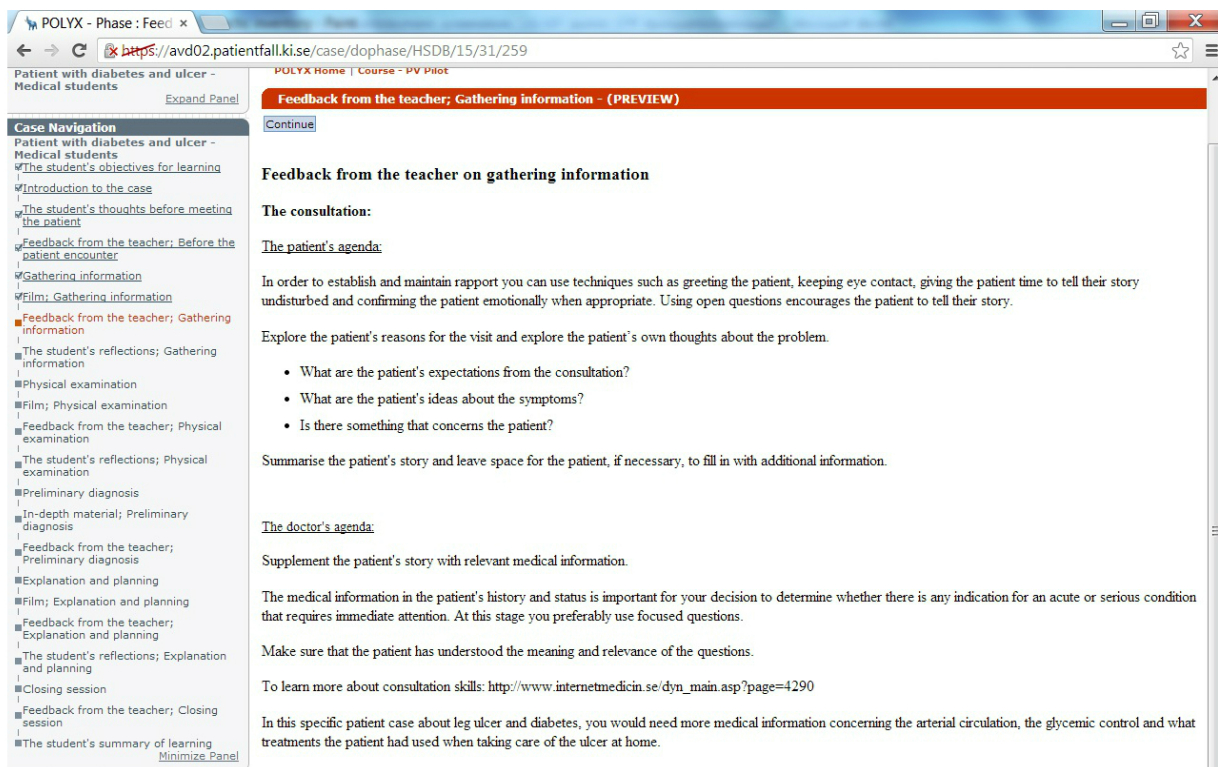 POLYX - Phase : Feed ×
https://avd02.patientfall.ki.se/case/dophase/HSDB/15/31/259
Patient with diabetes and ulcer -
Medical students
Expand Panel
Case Navigation
Patient with diabetes and ulcer -
Medical students
The student's objectives for learning
Introduction to the case
The student's thoughts before meeting
the patient
Feedback from the teacher; Before the
patient encounter
Gathering information
Film; Gathering information
Feedback from the teacher; Gathering
information
The student's reflections; Gathering
information
Physical examination
Film; Physical examination
Feedback from the teacher; Physical
examination
The student's reflections; Physical
examination
Preliminary diagnosis
In-depth material; Preliminary
diagnosis
Feedback from the teacher;
Preliminary diagnosis
Explanation and planning
Film; Explanation and planning
Feedback from the teacher;
Explanation and planning
The student's reflections; Explanation
and planning
Closing session
Feedback from the teacher; Closing
session
The student's summary of learning
Minimize Panel
POLYX Home | Course - PV Pilot
Feedback from the teacher; Gathering information - (PREVIEW)
Continue
Feedback from the teacher on gathering information
The consultation:
The patient's agenda:
In order to establish and maintain rapport you can use techniques such as greeting the patient, keeping eye contact, giving the patient time to tell their story
undisturbed and confirming the patient emotionally when appropriate. Using open questions encourages the patient to tell their story.
Explore the patient's reasons for the visit and explore the patient's own thoughts about the problem.
• What are the patient's expectations from the consultation?
• What are the patient's ideas about the symptoms?
• Is there something that concerns the patient?
Summarise the patient's story and leave space for the patient, if necessary, to fill in with additional information.
The doctor's agenda:
Supplement the patient's story with relevant medical information.
The medical information in the patient's history and status is important for your decision to determine whether there is any indication for an acute or serious condition
that requires immediate attention. At this stage you preferably use focused questions.
Make sure that the patient has understood the meaning and relevance of the questions.
To learn more about consultation skills: http://www.internetmedicin.se/dyn_main.asp?page=4290
In this specific patient case about leg ulcer and diabetes, you would need more medical information concerning the arterial circulation, the glycemic control and what
treatments the patient had used when taking care of the ulcer at home.